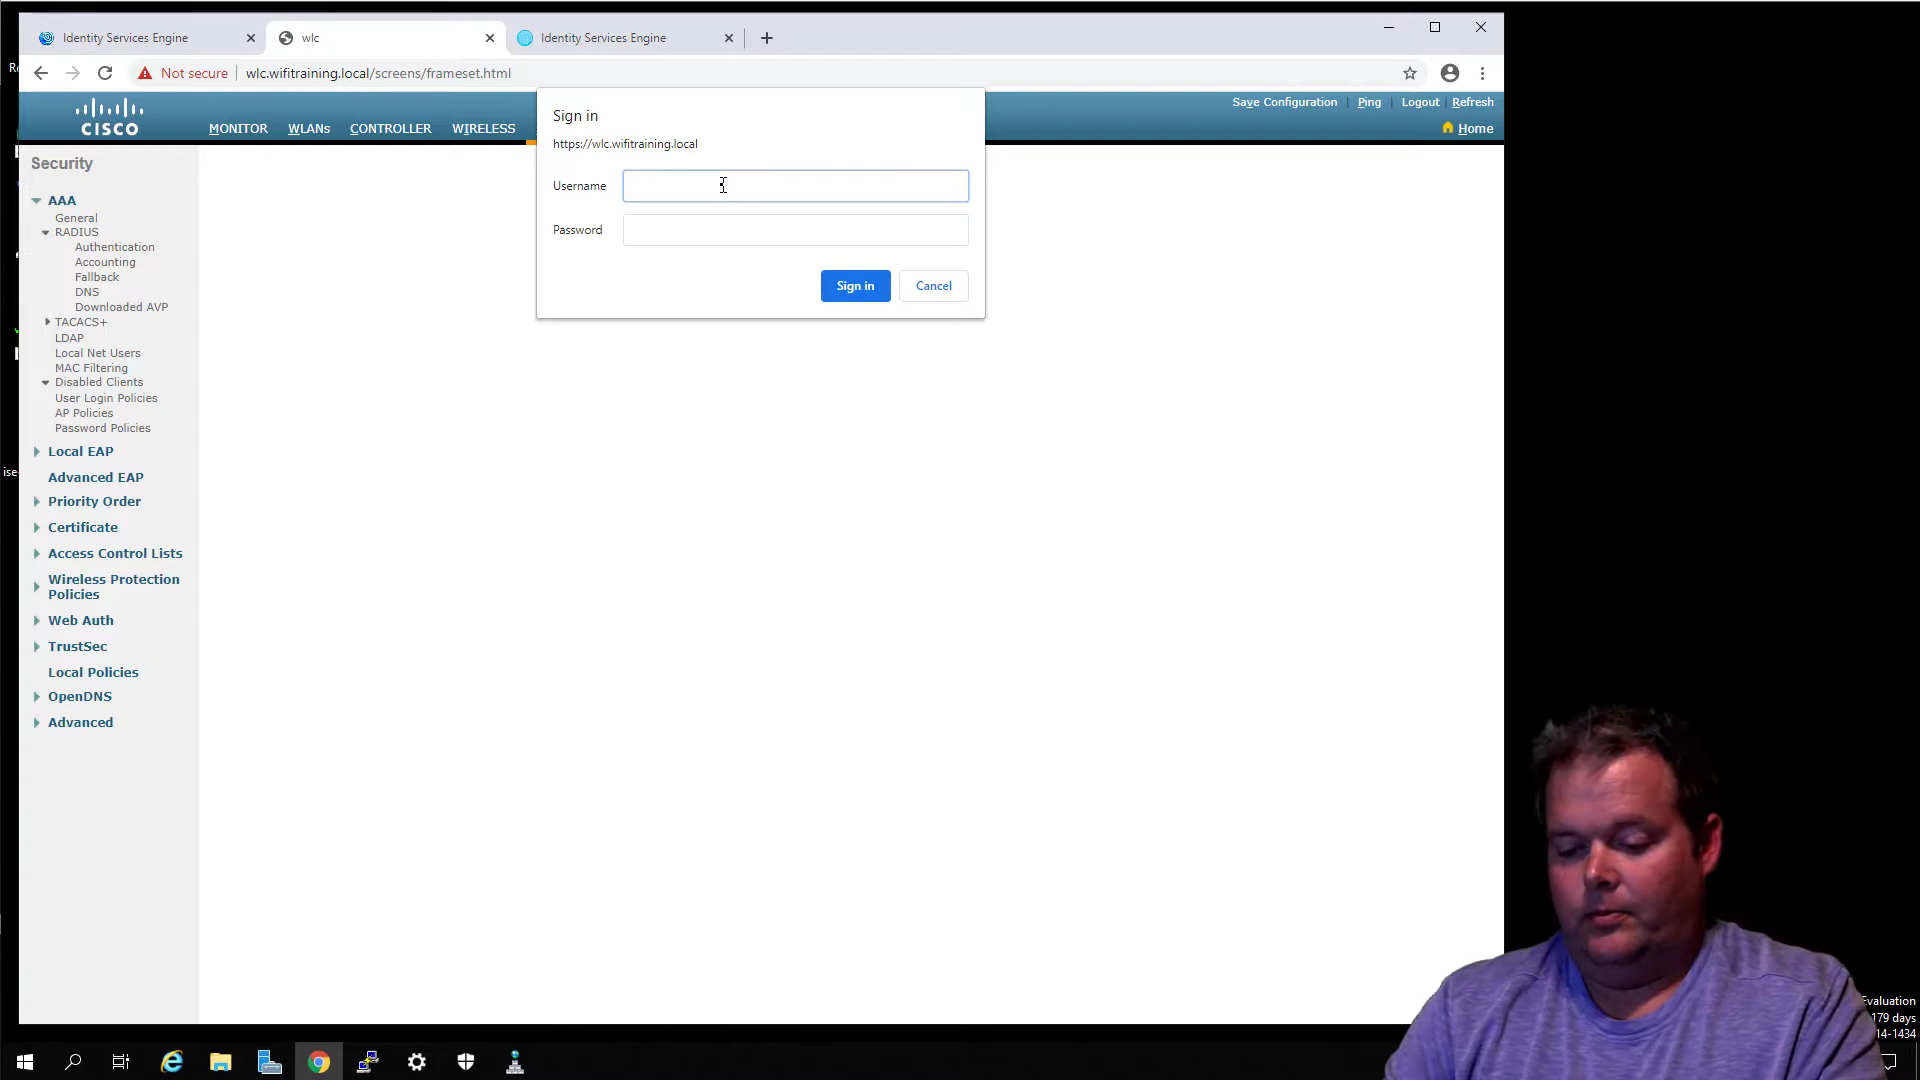 Identity Services Engine
wlc
Identity Services Engine
Not secure
wlc.wifitraining.local/screens/frameset.html
CISCO
MONITOR
WLANs
CONTROLLER
WIRELESS
Save Configuration
Ping
Logout
Refresh
Home
Sign in
https://wlc.wifitraining.local
Username
Password
Sign in
Cancel
Security
AAA
General
RADIUS
Authentication
Accounting
Fallback
DNS
Downloaded AVP
TACACS+
LDAP
Local Net Users
MAC Filtering
Disabled Clients
User Login Policies
AP Policies
Password Policies
Local EAP
Advanced EAP
Priority Order
Certificate
Access Control Lists
Wireless Protection
Policies
Web Auth
TrustSec
Local Policies
OpenDNS
Advanced
ise
Evaluation
179 days
14-1434